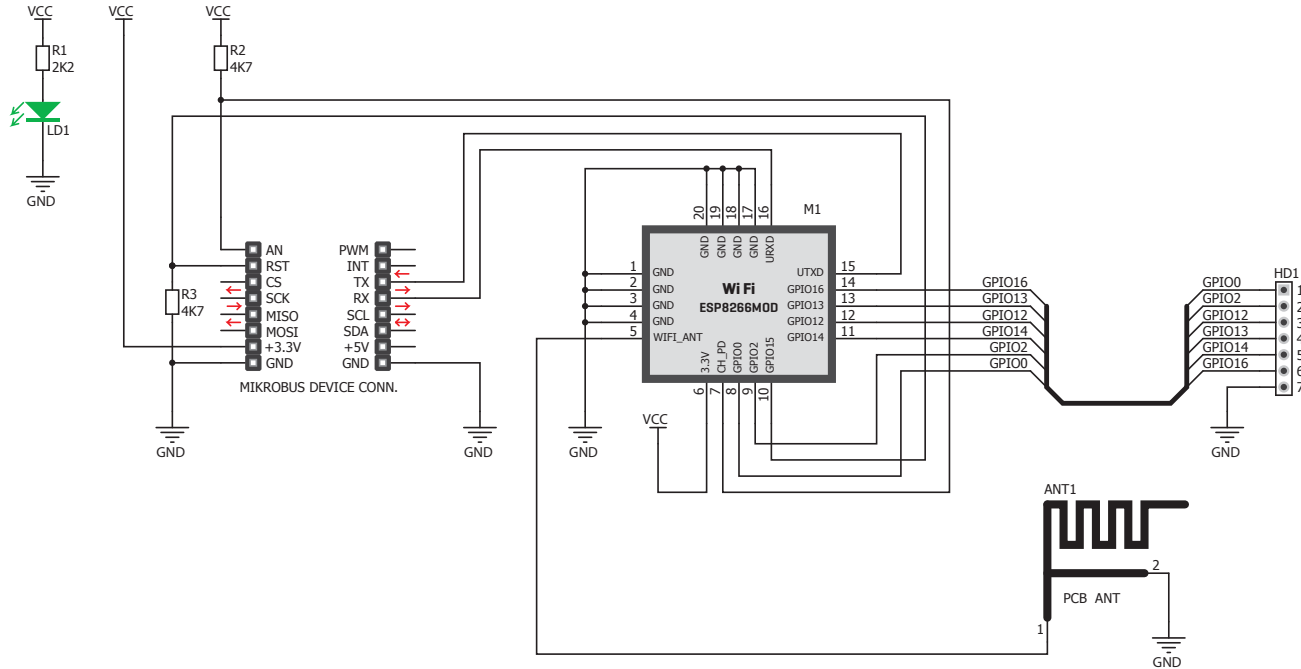 VCC
VCC
VCC
R1
2K2
R2
4K7
LD1
GND
AN
RST
CS
SCK
MISO
MOSI
+3.3V
GND
PWM
INT
TX
RX
SCL
SDA
+5V
GND
MIKROBUS DEVICE CONN.
R3
4K7
GND
GND
M1
20
19
18
17
16
GND
GND
GND
GND
URXD
1
GND
2
GND
3
GND
4
GND
5
WIFI_ANT
WiFi
ESP8266MOD
UTXD
15
GPIO16
14
GPIO13
13
GPIO12
12
GPIO14
11
3.3V
CH_PD
GPIO0
GPIO2
GPIO15
6
7
8
9
10
VCC
GND
GPIO16
GPIO13
GPIO12
GPIO14
GPIO2
GPIO0
HD1
GPIO0
1
GPIO2
2
GPIO12
3
GPIO13
4
GPIO14
5
GPIO16
6
7
GND
ANT1
2
PCB ANT
1
GND